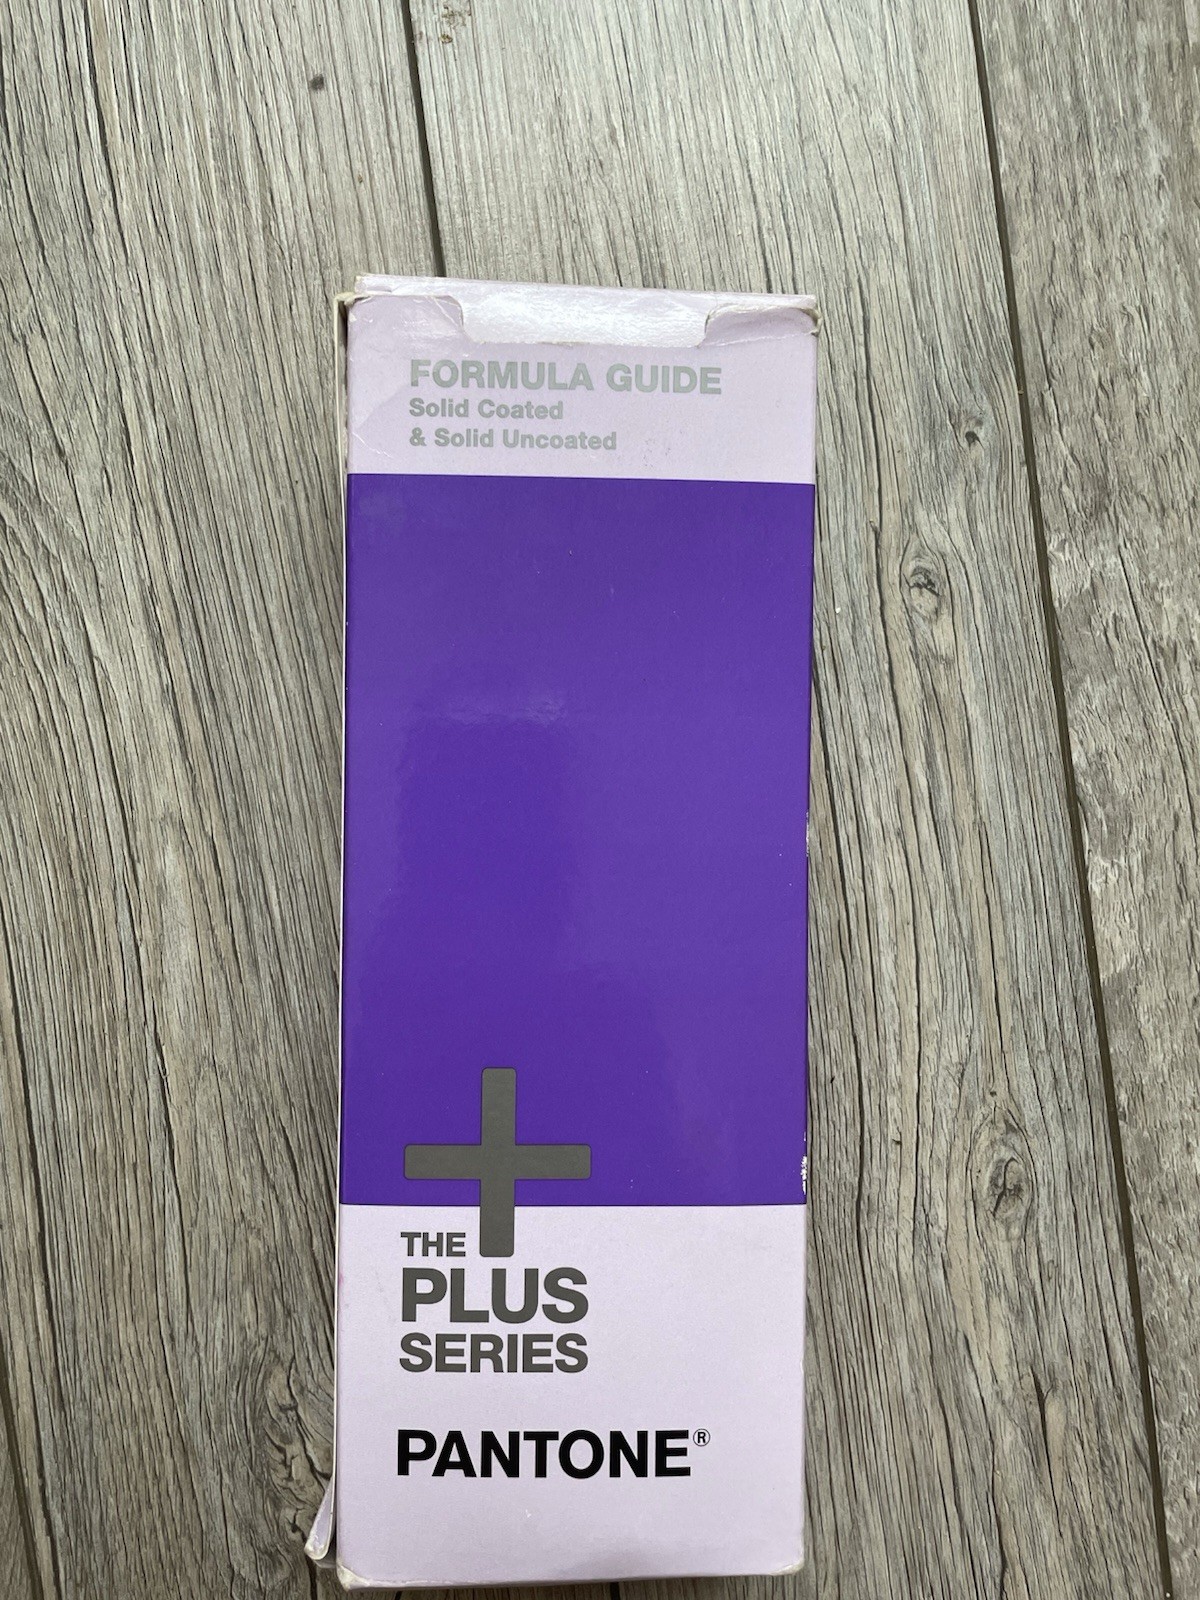 FORMULA GUIDE
Solid Coated
& Solid Uncoated
THE
PLUS
SERIES
PANTONE®